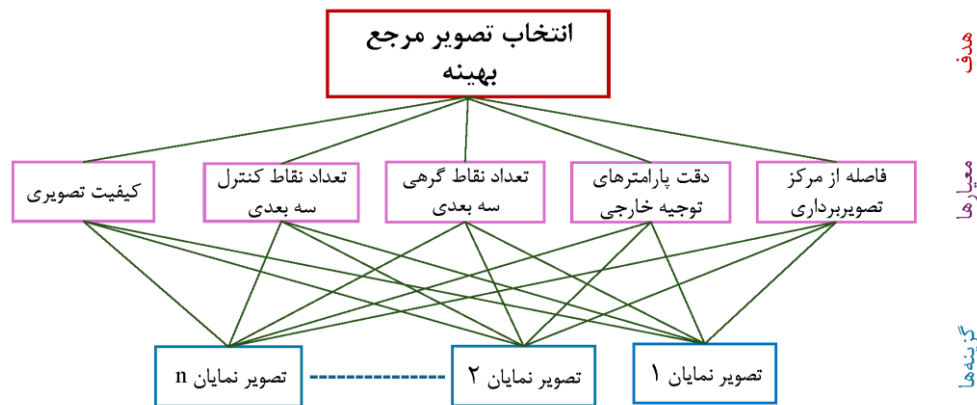 انتخاب تصویر مرجع
بهینه
هدف
فاصله از مرکز
تصویربرداری
دقت پارامترهای
توجیه خارجی
تعداد نقاط گرهی
سه بعدی
تعداد نقاط کنترل
سه بعدی
کیفیت تصویری
معیارها
تصویر نمایان ۱
تصویر نمایان ۲
تصویر نمایان n
گزینه‌ها